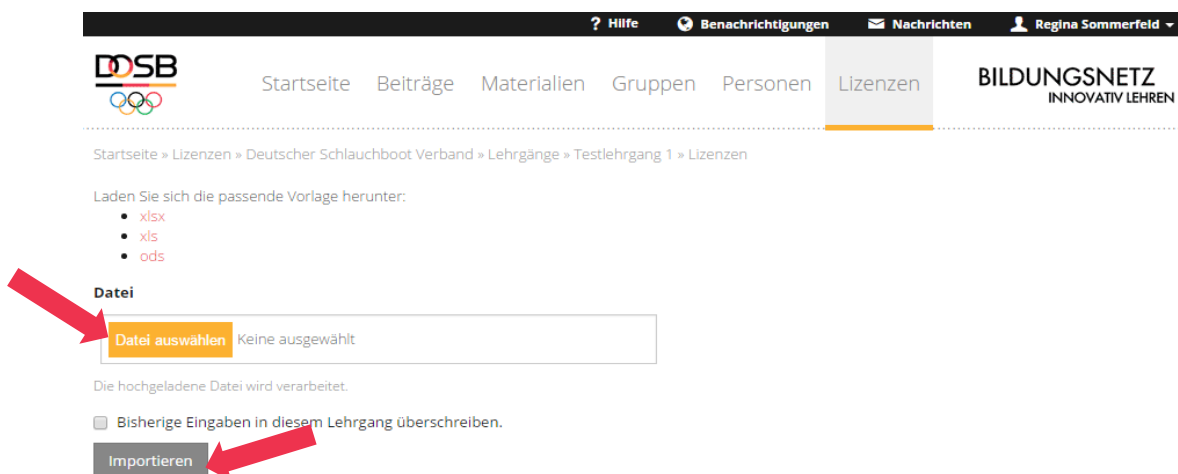 ? Hilfe Benachrichtigungen Nachrichten Regina Sommerfeld
DOSB
Startseite Beiträge Materialien Gruppen Personen Lizenzen
BILDUNGSNETZ
INNOVATIV LEHREN
Startseite » Lizenzen » Deutscher Schlauchboot Verband » Lehrgänge » Testlehrgang 1 » Lizenzen
Laden Sie sich die passende Vorlage herunter:
xlsx
xls
ods
Datei
Datei auswählen Keine ausgewählt
Die hochgeladene Datei wird verarbeitet.
Bisherige Eingaben in diesem Lehrgang überschreiben.
Importieren